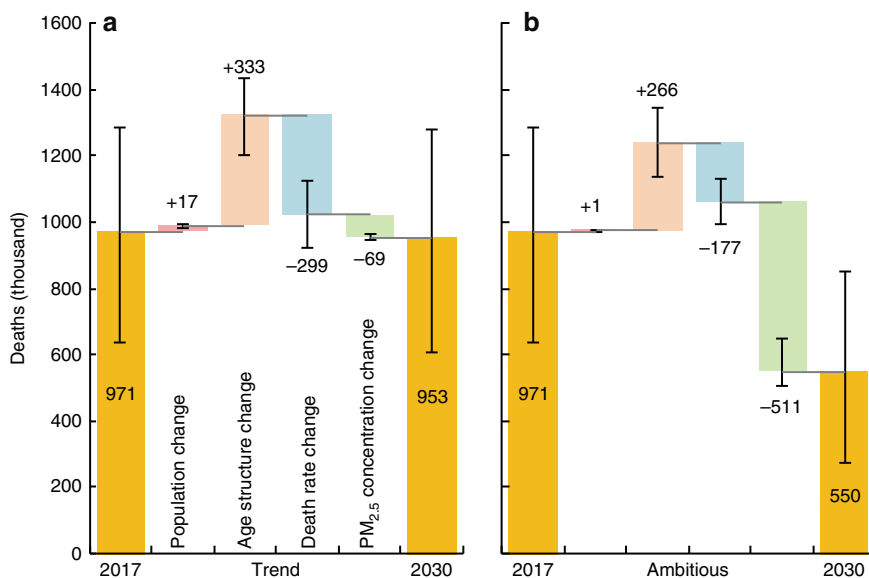 a
b
Deaths (thousand)
1600
1400
1200
1000
800
600
400
200
0
+17
+333
−299
−69
971
953
Population change
Age structure change
Death rate change
PM2.5 concentration change
2017
Trend
2030
+1
+266
−177
−511
971
550
2017
Ambitious
2030